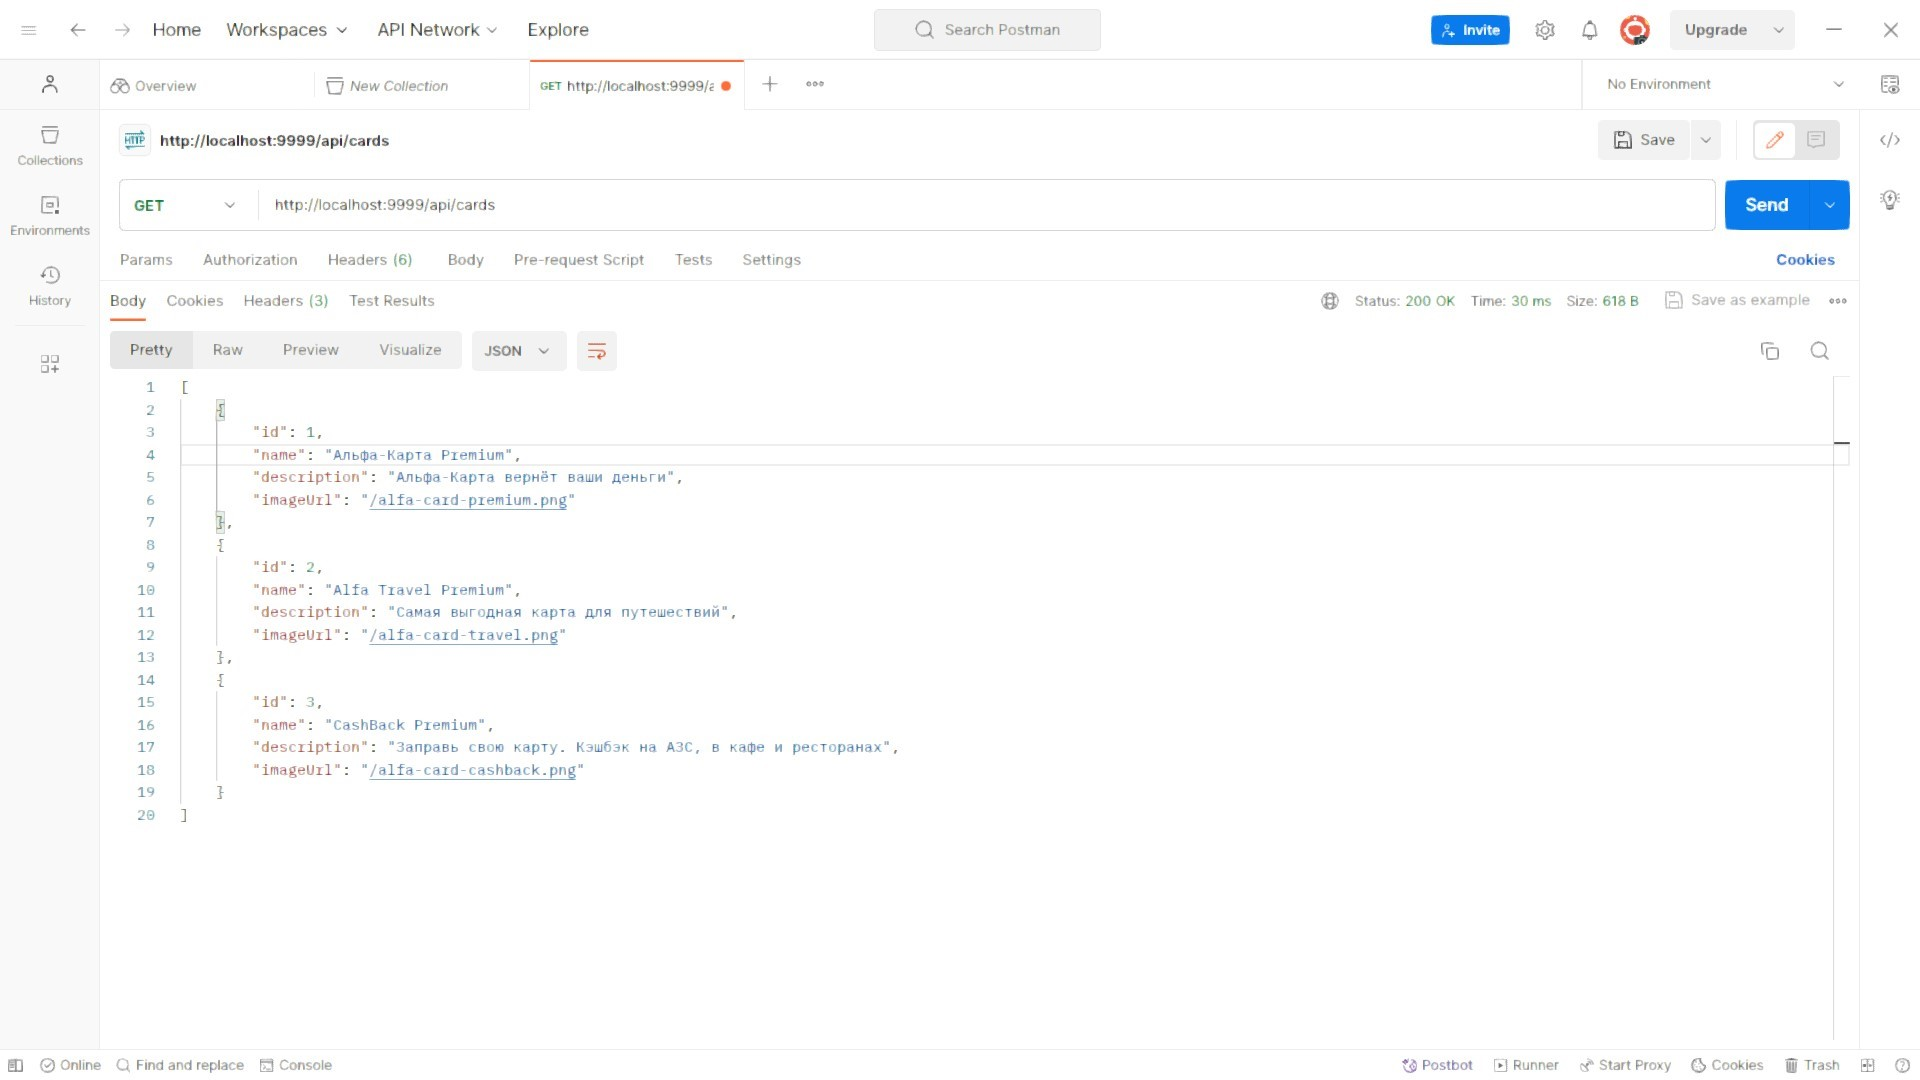 Home Workspaces API Network Explore Search Postman Invite Upgrade
Overview New Collection GET http://localhost:9999/a No Environment
HTTP http://localhost:9999/api/cards Save
Collections
Environments
History
GET http://localhost:9999/api/cards Send
Params Authorization Headers (6) Body Pre-request Script Tests Settings Cookies
Body Cookies Headers (3) Test Results Status: 200 OK Time: 30 ms Size: 618 B Save as example
Pretty Raw Preview Visualize JSON
1 [
2 {
3 "id": 1,
4 "name": "Альфа-Карта Premium",
5 "description": "Альфа-Карта вернёт ваши деньги",
6 "imageUrl": "/alfa-card-premium.png"
7 },
8 {
9 "id": 2,
10 "name": "Alfa Travel Premium",
11 "description": "Самая выгодная карта для путешествий",
12 "imageUrl": "/alfa-card-travel.png"
13 },
14 {
15 "id": 3,
16 "name": "CashBack Premium",
17 "description": "Заправь свою карту. Кэшбэк на АЗС, в кафе и ресторанах",
18 "imageUrl": "/alfa-card-cashback.png"
19 }
20 ]
Online Find and replace Console Postbot Runner Start Proxy Cookies Trash